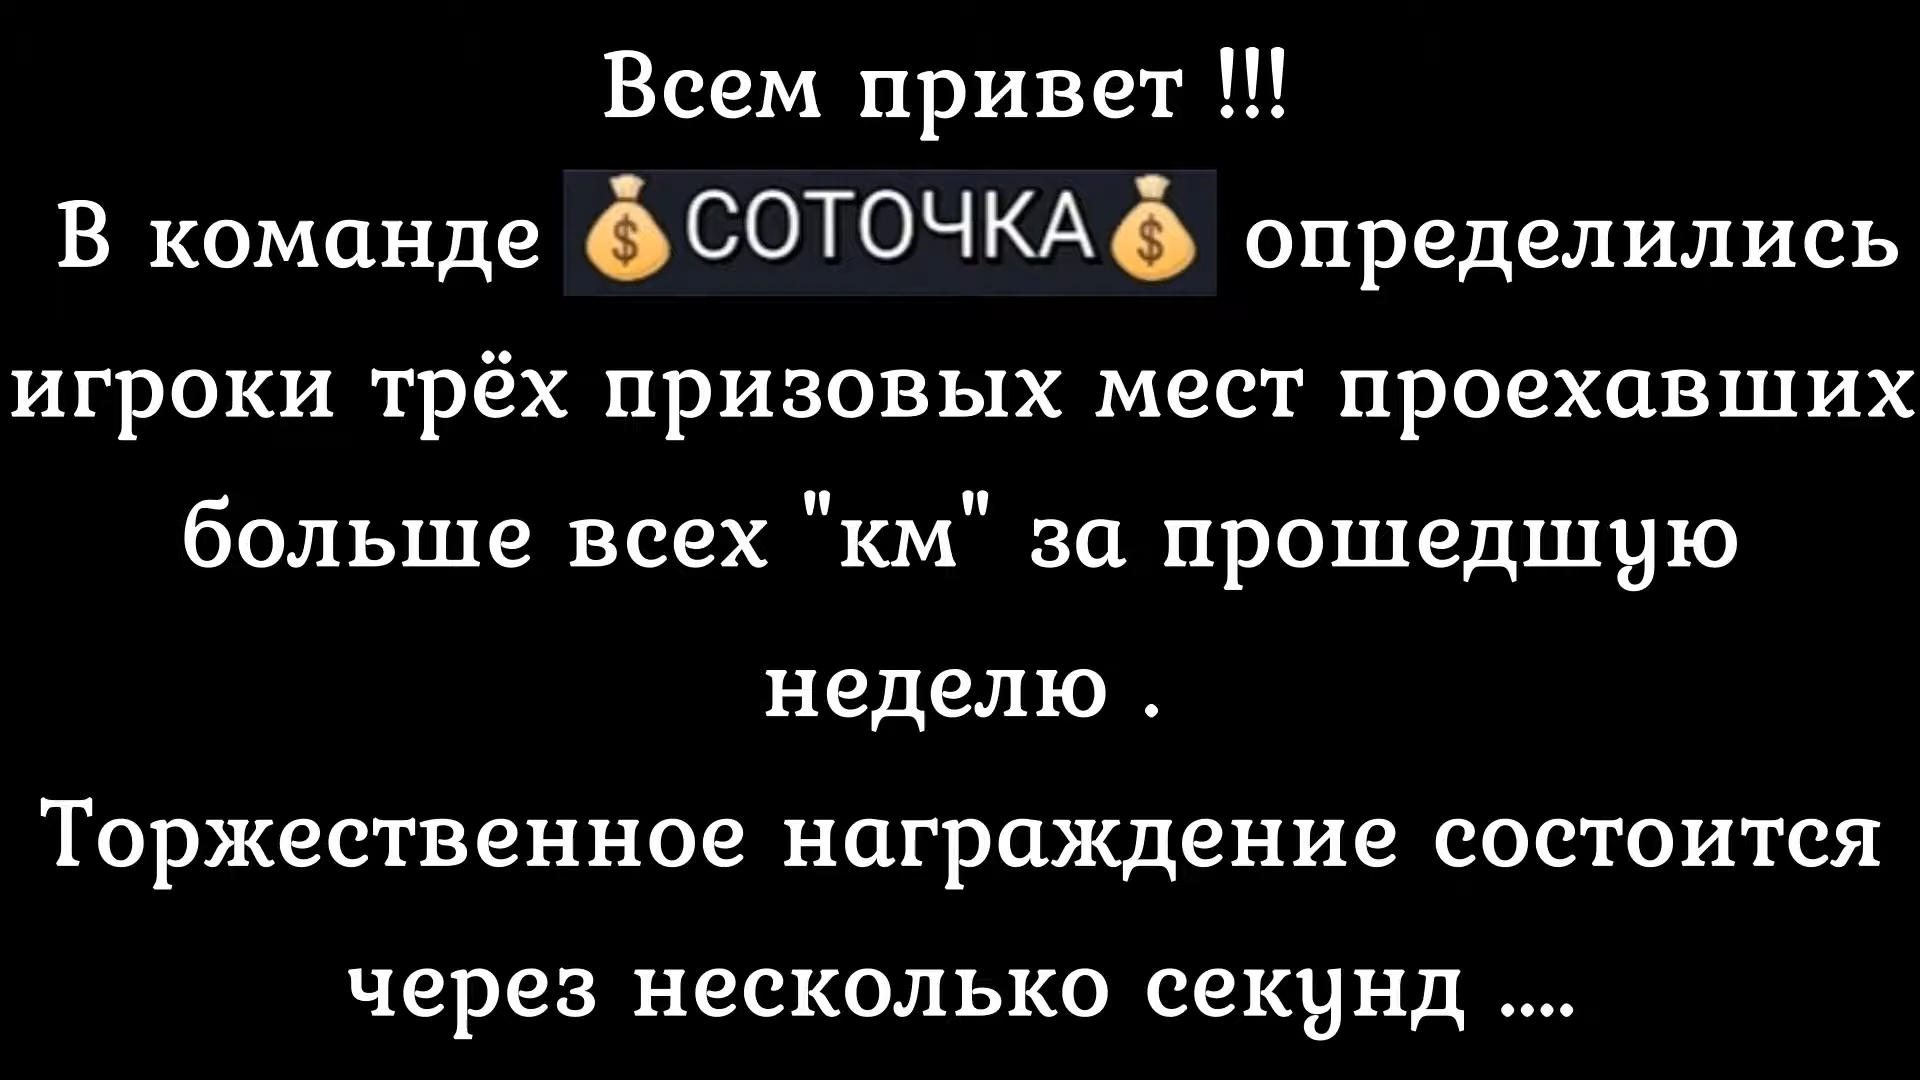 Всем привет !!!
В команде 💰СОТОЧКА💰 определились
игроки трёх призовых мест проехавших
больше всех "км" за прошедшую
неделю .
Торжественное награждение состоится
через несколько секунд ....